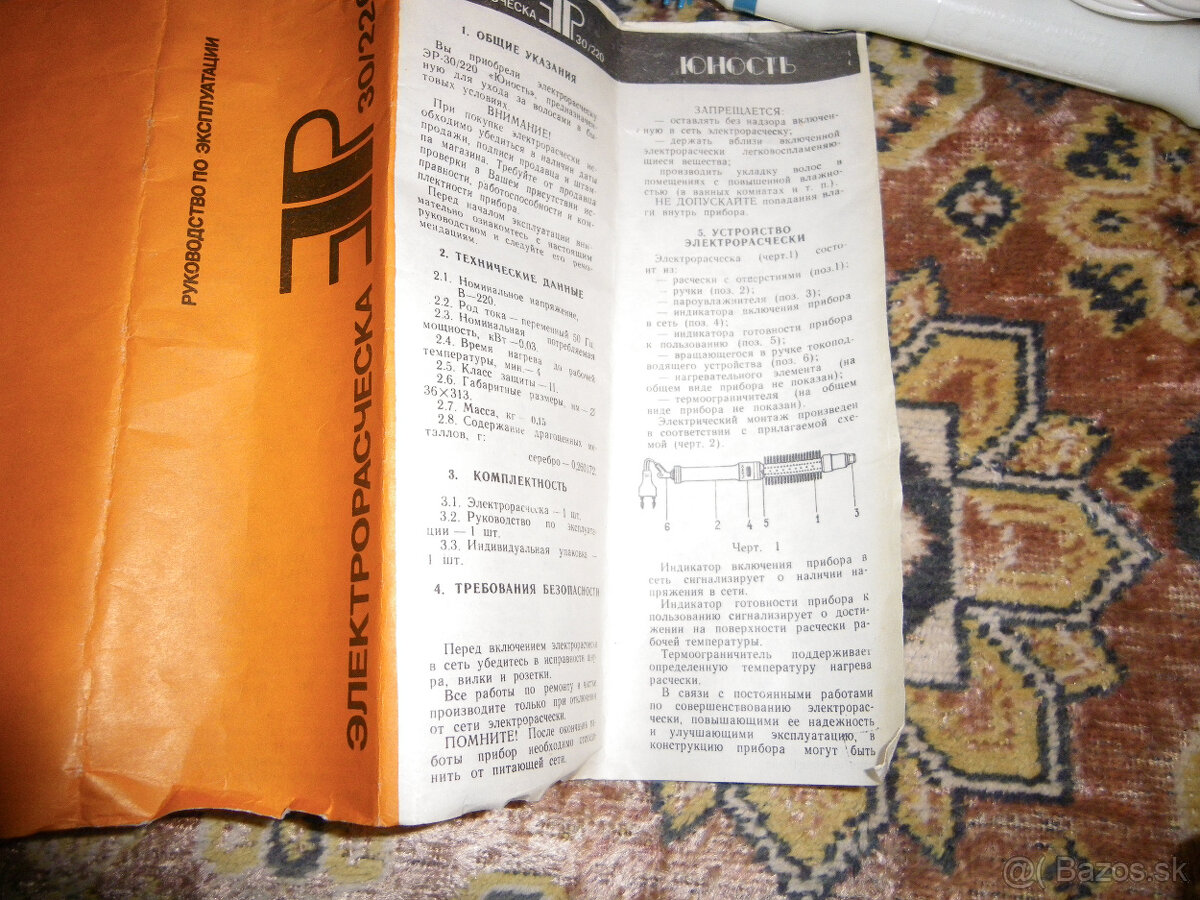 РУКОВОДСТВО ПО ЭКСПЛУАТАЦИИ
ЭЛЕКТРОРАСЧЕСКА ЭР 30/220
РАСЧЕСКА ЭР 30/220
1. ОБЩИЕ УКАЗАНИЯ
Вы приобрели электрорасческу
ЭР-30/220 «Юность», предназначен-
ную для ухода за волосами в бы-
товых условиях.
ВНИМАНИЕ!
При покупке электрорасчески не-
обходимо убедиться в наличии даты
продажи, подписи продавца и штам-
па магазина. Требуйте от продавца
проверки в Вашем присутствии ис-
правности, работоспособности и ком-
плектности прибора.
Перед началом эксплуатации вни-
мательно ознакомьтесь с настоящим
руководством и следуйте его реко-
мендациям.
2. ТЕХНИЧЕСКИЕ ДАННЫЕ
2.1. Номинальное напряжение,
В—220.
2.2. Род тока — переменный 50 Гц.
2.3. Номинальная потребляемая
мощность, кВт —0,03.
2.4. Время нагрева до рабочей
температуры, мин.— 4
2.5. Класс защиты — II.
2.6. Габаритные размеры, мм —
36×313.
2.7. Масса, кг — 0,15
2.8. Содержание драгоценных ме-
таллов, г:
серебро —
3. КОМПЛЕКТНОСТЬ
3.1. Электрорасческа — 1 шт.
3.2. Руководство по эксплуата-
ции — 1 шт.
3.3. Индивидуальная упаковка —
1 шт.
4. ТРЕБОВАНИЯ БЕЗОПАСНОСТИ
Перед включением электрорасчески
в сеть убедитесь в исправности
ра, вилки и розетки.
Все работы по ремонту и чистке
производите только при отключении
от сети электрорасчески.
ПОМНИТЕ! После окончания ра-
боты прибор необходимо
нить от питающей сети.
ЮНОСТЬ
ЗАПРЕЩАЕТСЯ:
— оставлять без надзора включен-
ную в сеть электрорасческу;
— держать вблизи включенной
электрорасчески легковоспламеняю-
щиеся вещества;
производить укладку волос в
помещениях с повышенной влажно-
стью (в ванных комнатах и т. п.).
НЕ ДОПУСКАЙТЕ попадания вла-
ги внутрь прибора.
5. УСТРОЙСТВО
ЭЛЕКТРОРАСЧЕСКИ
Электрорасческа (черт.1) состо-
ит из:
— расчески с отверстиями (поз.1);
— ручки (поз. 2);
— пароувлажнителя (поз. 3);
— индикатора включения прибора
в сеть (поз. 4);
— индикатора готовности прибора
к пользованию (поз. 5);
— вращающегося в ручке токопод-
водящего устройства (поз. 6);
— нагревательного элемента (на
общем виде прибора не показан);
— термоограничителя (на общем
виде прибора не показан).
Электрический монтаж произведен
в соответствии с прилагаемой схе-
мой (черт. 2).
6 2 4 5 1 3
Черт. 1
Индикатор включения прибора в
сеть сигнализирует о наличии на-
пряжения в сети.
Индикатор готовности прибора к
пользованию сигнализирует о дости-
жении на поверхности расчески ра-
бочей температуры.
Термоограничитель поддерживает
определенную температуру нагрева
расчески.
В связи с постоянными работами
по совершенствованию электрорас-
чески, повышающими ее надежность
и улучшающими эксплуатацию, в
конструкцию прибора могут быть
@( Bazos.sk